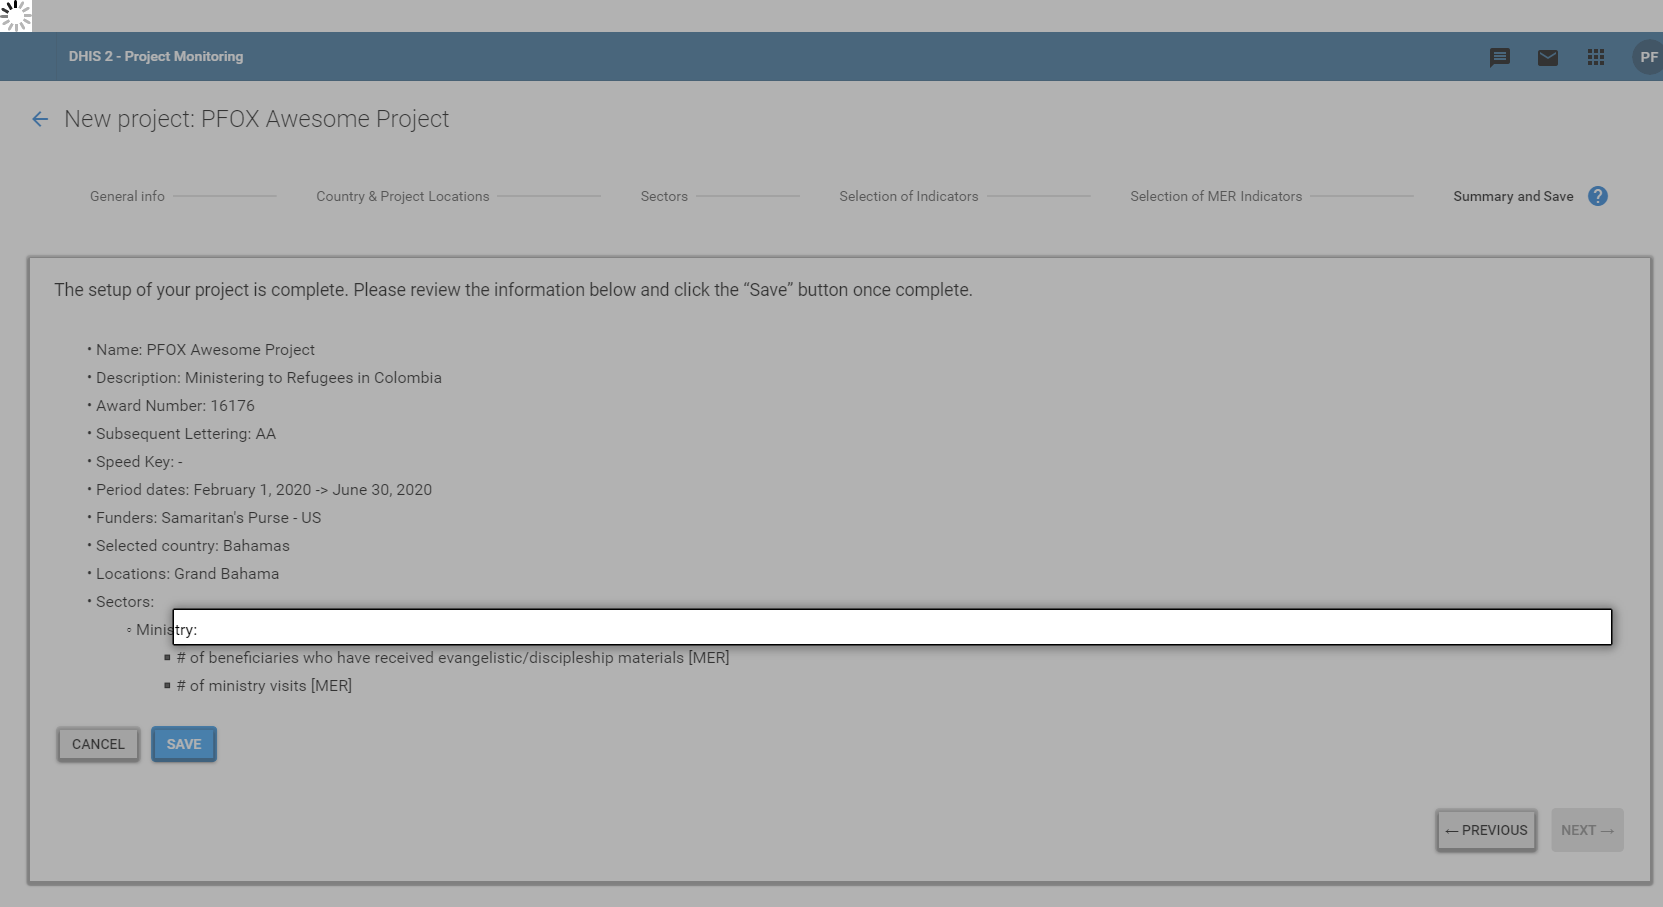 DHIS 2 - Project Monitoring
PF
← New project: PFOX Awesome Project
General info
Country & Project Locations
Sectors
Selection of Indicators
Selection of MER Indicators
Summary and Save
?
The setup of your project is complete. Please review the information below and click the “Save” button once complete.
• Name: PFOX Awesome Project
• Description: Ministering to Refugees in Colombia
• Award Number: 16176
• Subsequent Lettering: AA
• Speed Key: -
• Period dates: February 1, 2020 -> June 30, 2020
• Funders: Samaritan's Purse - US
• Selected country: Bahamas
• Locations: Grand Bahama
• Sectors:
◦ Ministry:
▪ # of beneficiaries who have received evangelistic/discipleship materials [MER]
▪ # of ministry visits [MER]
CANCEL
SAVE
← PREVIOUS
NEXT →